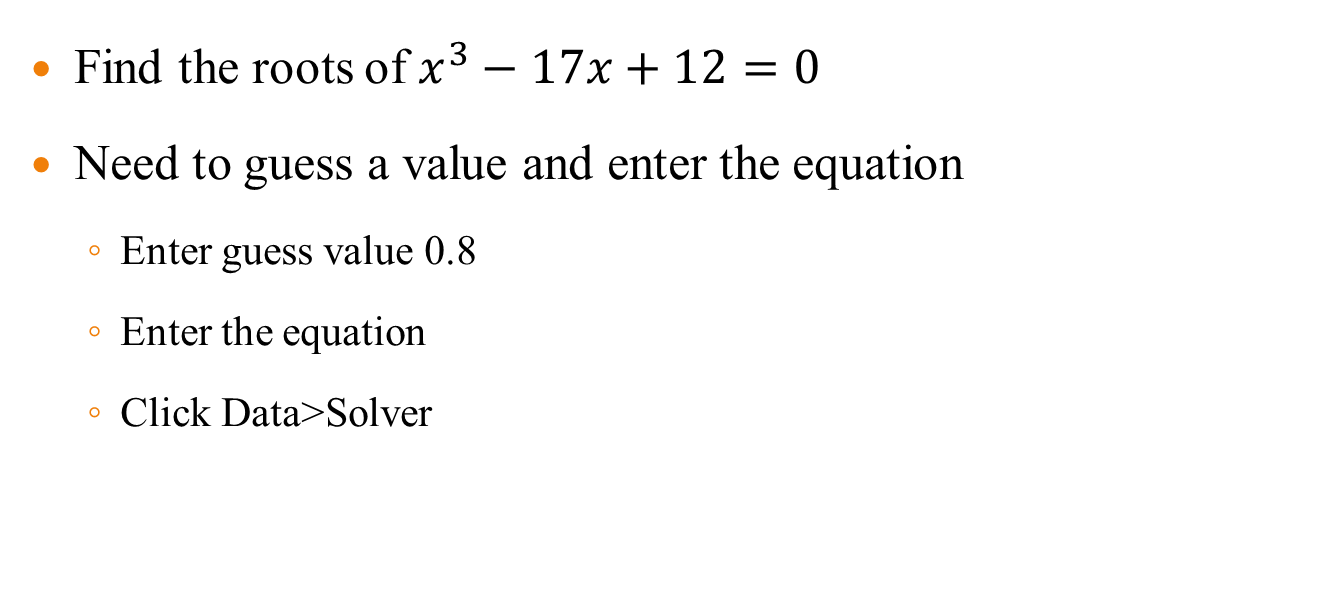 • Find the roots of x³ − 17x + 12 = 0
• Need to guess a value and enter the equation
◦ Enter guess value 0.8
◦ Enter the equation
◦ Click Data>Solver